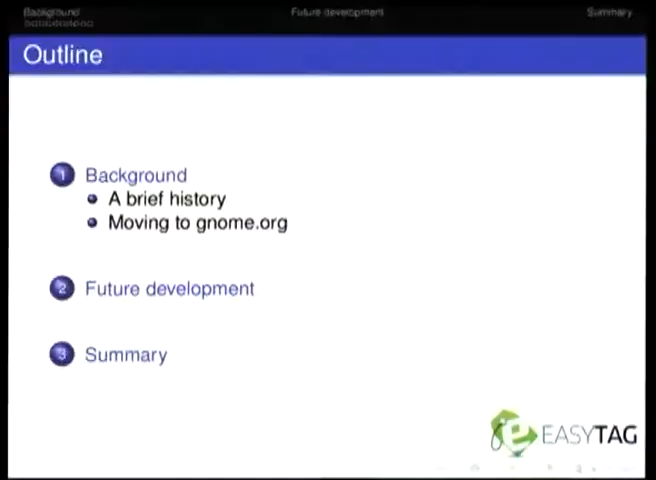 Background
Future development
Summary
Outline
1 Background
A brief history
Moving to gnome.org
2 Future development
3 Summary
EASYTAG